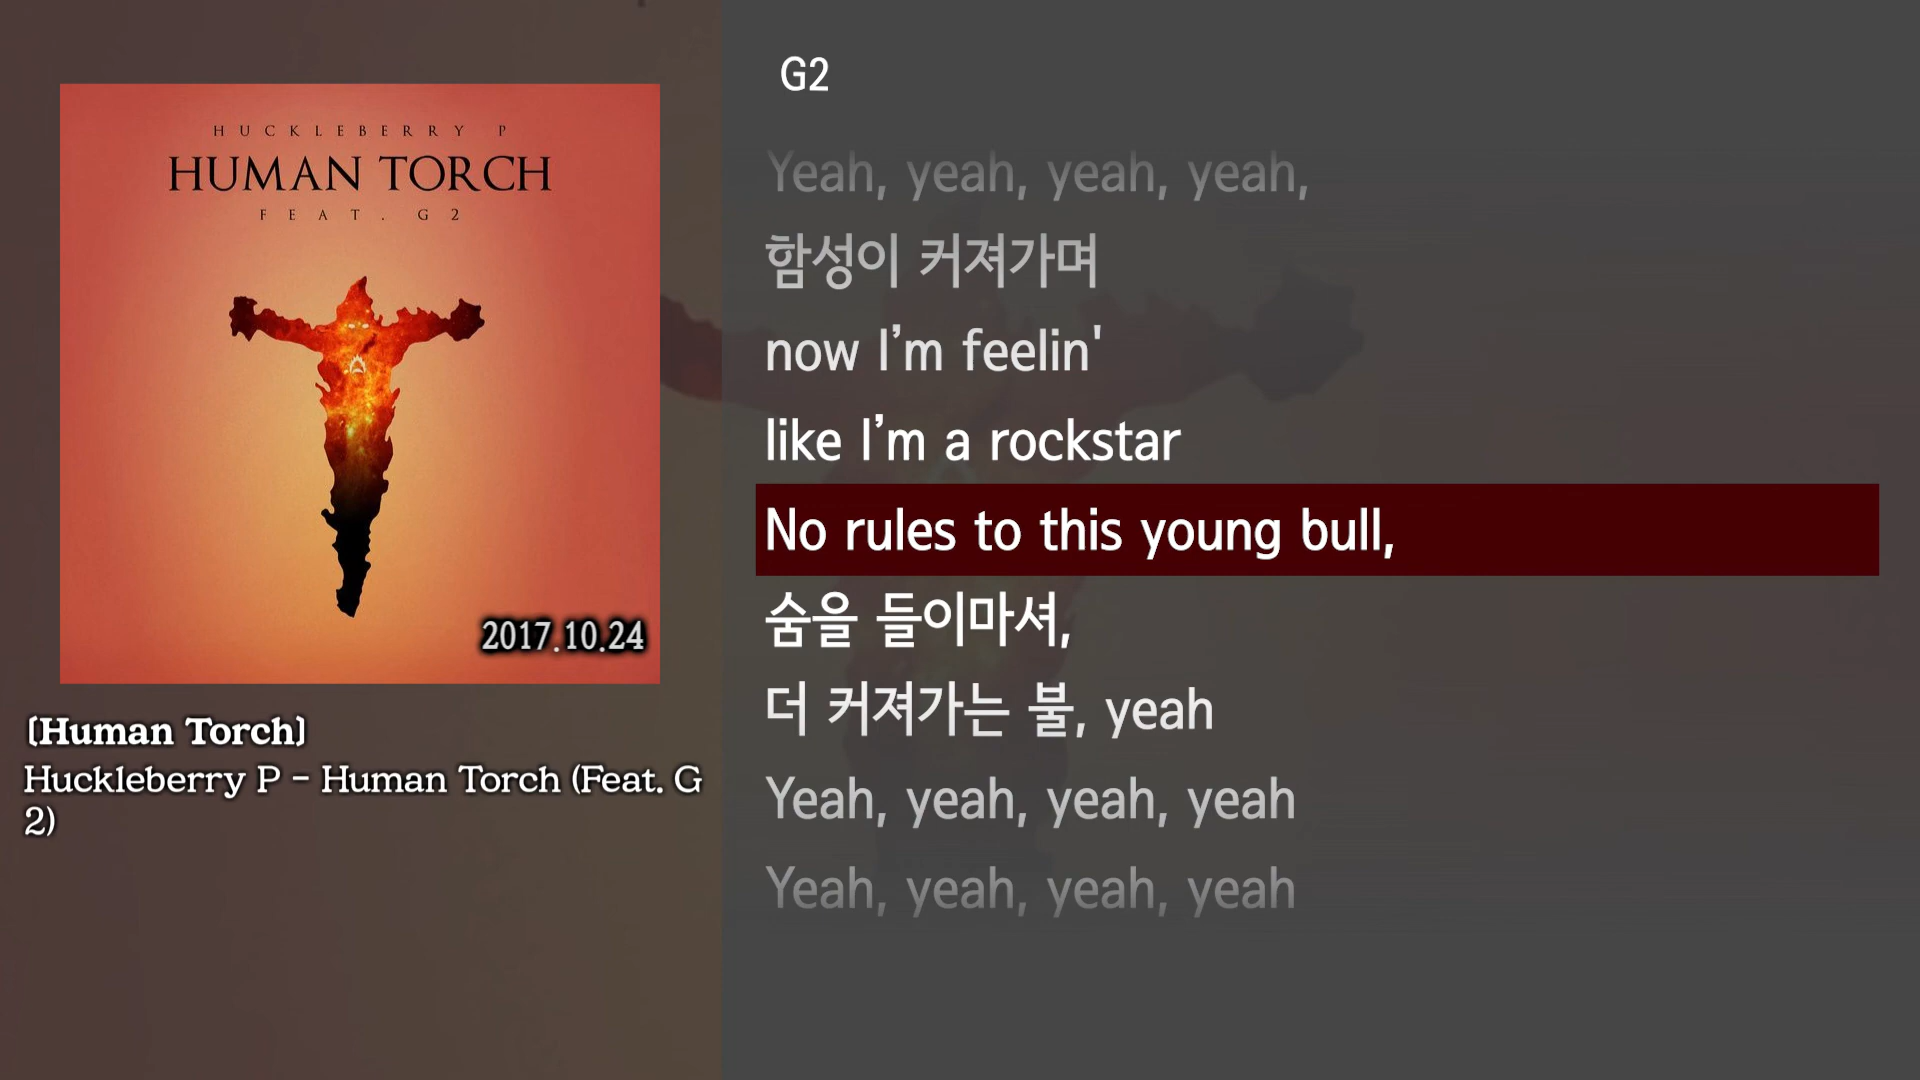 HUCKLEBERRY P
HUMAN TORCH
FEAT. G2
2017.10.24
[Human Torch]
Huckleberry P - Human Torch (Feat. G
2)
G2
Yeah, yeah, yeah, yeah,
함성이 커져가며
now I’m feelin'
like I’m a rockstar
No rules to this young bull,
숨을 들이마셔,
더 커져가는 불, yeah
Yeah, yeah, yeah, yeah
Yeah, yeah, yeah, yeah